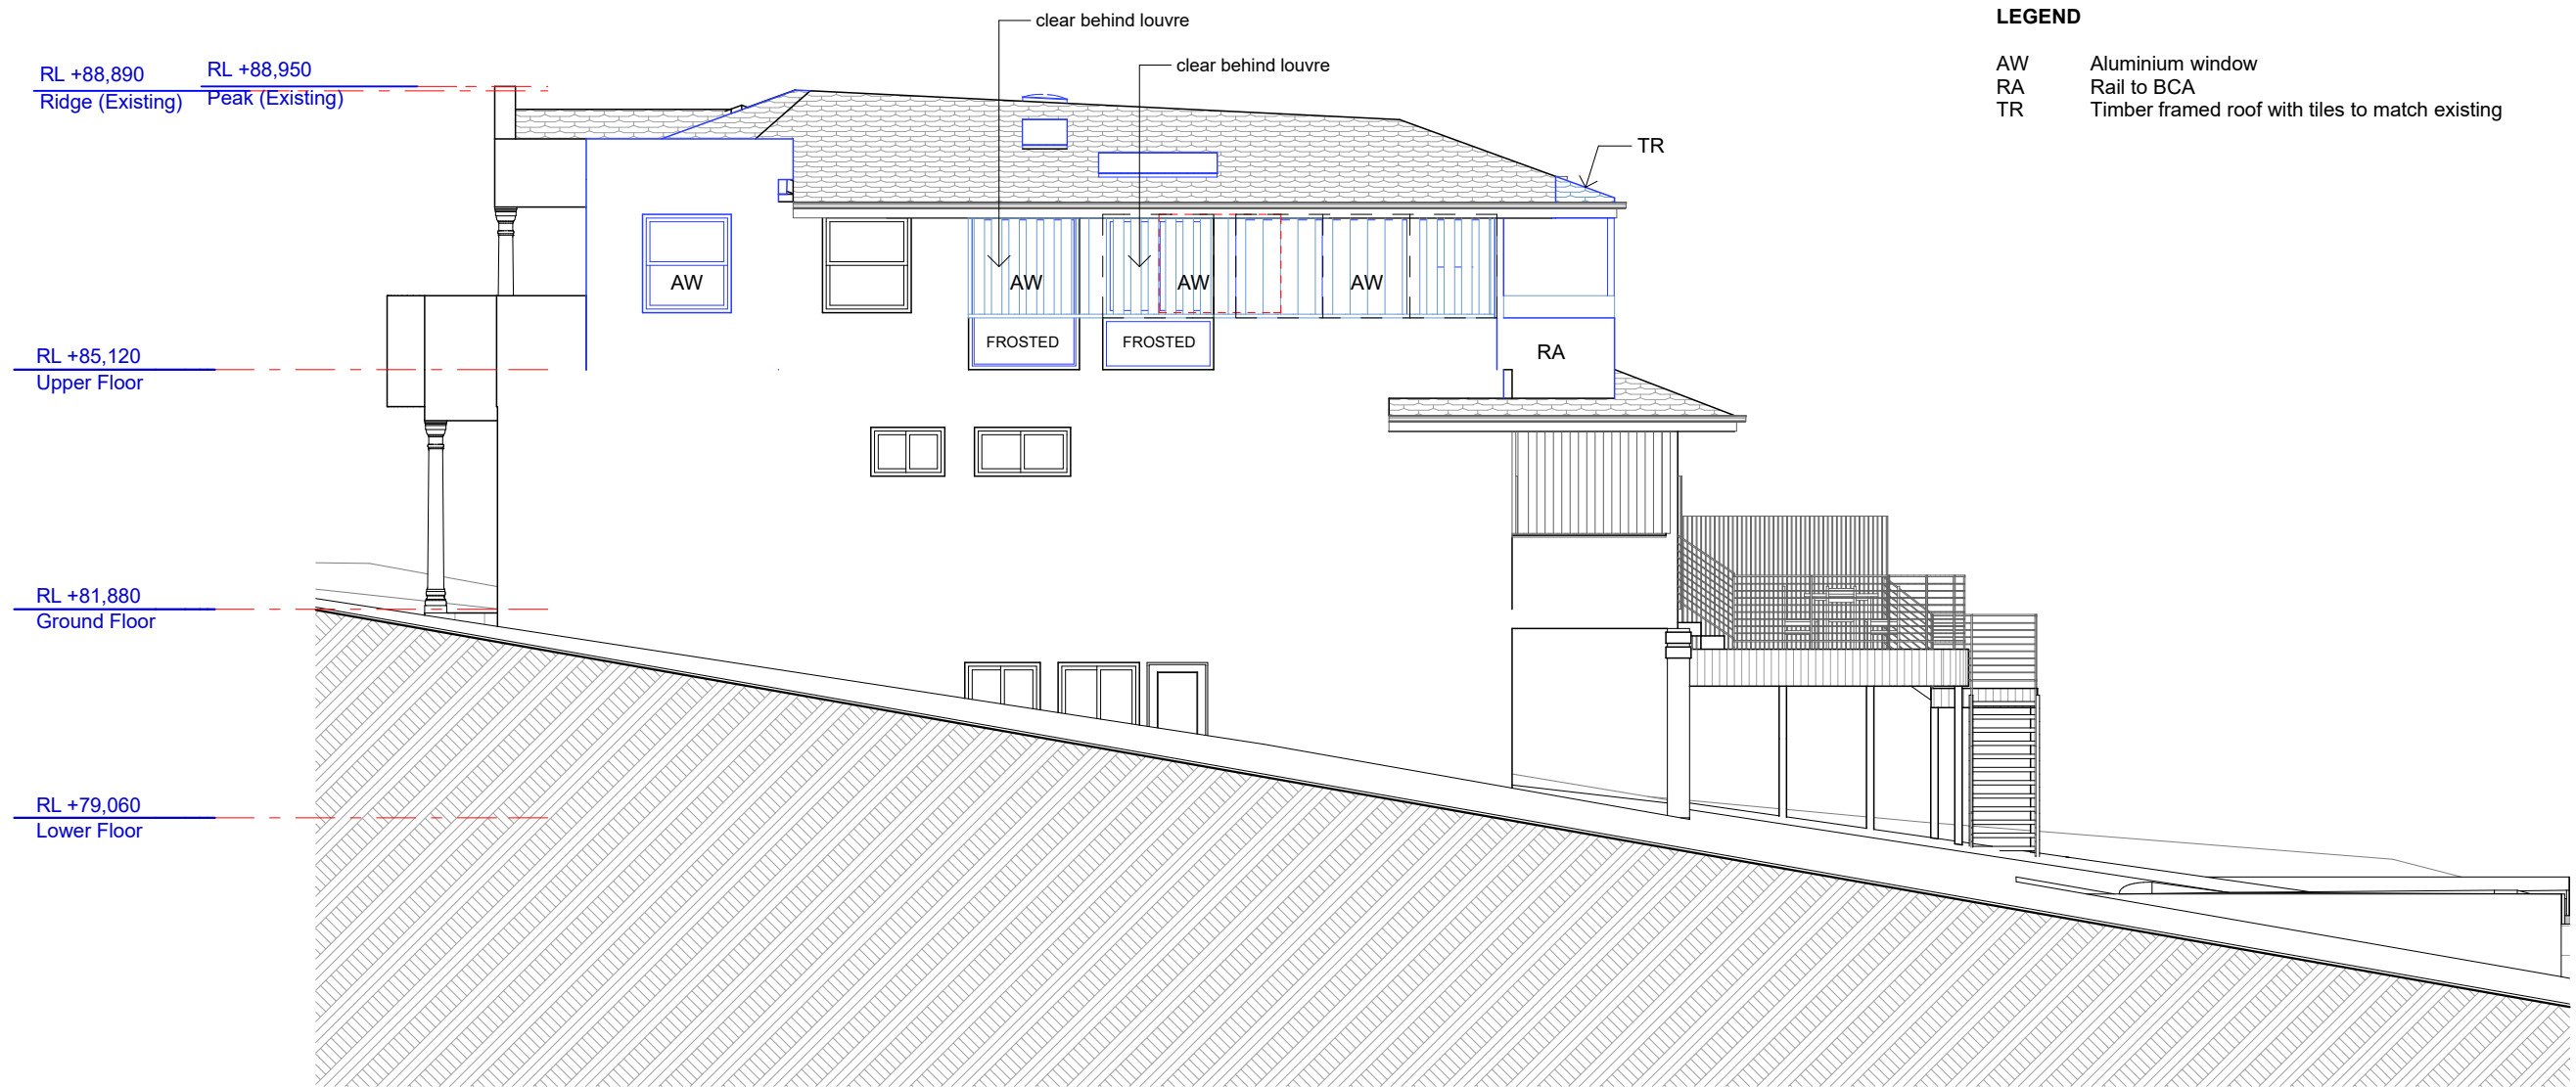 clear behind louvre
clear behind louvre
LEGEND
AW Aluminium window
RA Rail to BCA
TR Timber framed roof with tiles to match existing
RL +88,890
Ridge (Existing)
RL +88,950
Peak (Existing)
TR
AW
AW
AW
AW
FROSTED
FROSTED
RA
RL +85,120
Upper Floor
RL +81,880
Ground Floor
RL +79,060
Lower Floor